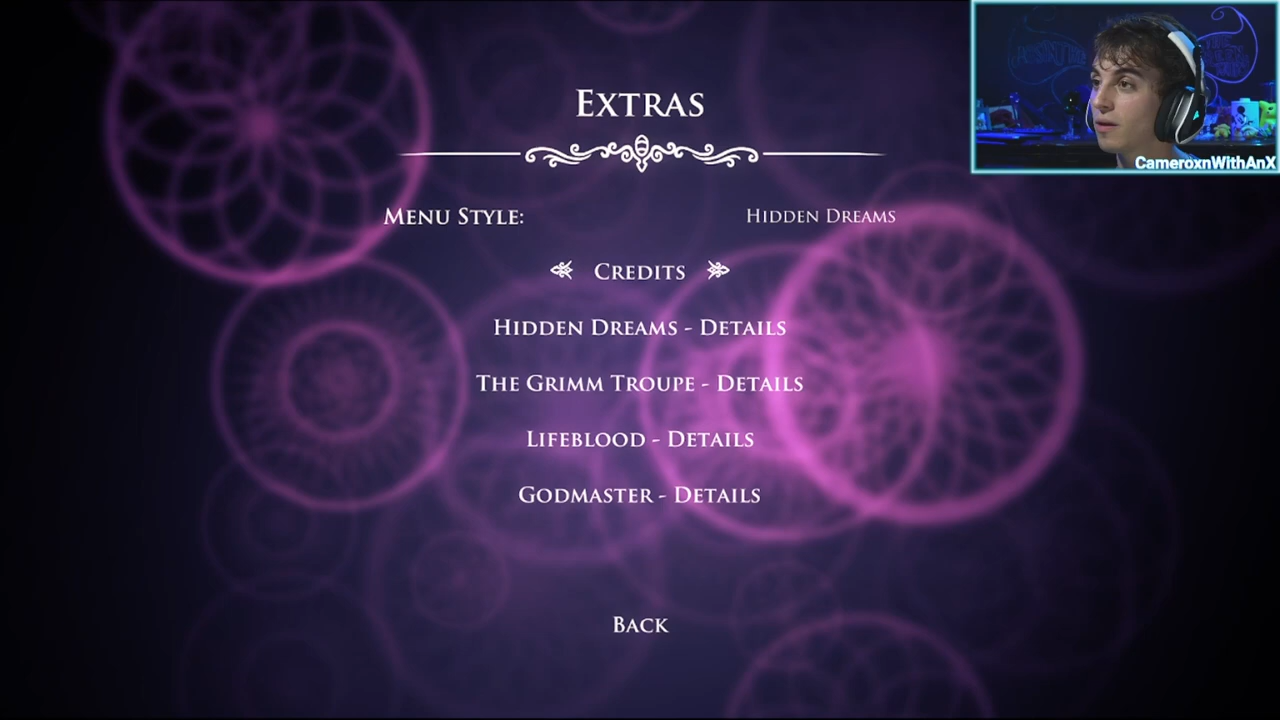 Extras
Menu Style: Hidden Dreams
Credits
Hidden Dreams - Details
The Grimm Troupe - Details
Lifeblood - Details
Godmaster - Details
Back
CameroxnWithAnX